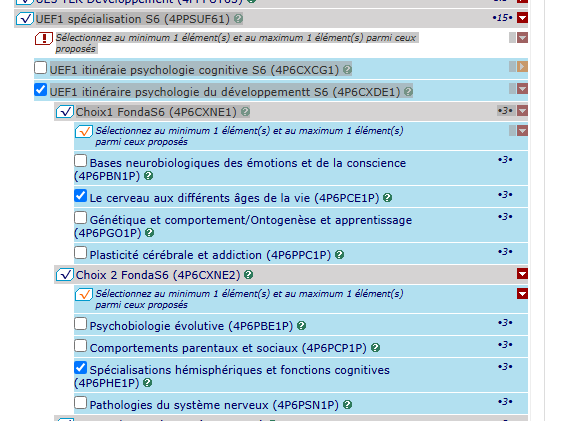 UEF1 spécialisation S6 (4PPSUF61) ?
•15•
Sélectionnez au minimum 1 élément(s) et au maximum 1 élément(s) parmi ceux
proposés
UEF1 itinéraie psychologie cognitive S6 (4P6CXCG1) ?
UEF1 itinéraire psychologie du développementt S6 (4P6CXDE1) ?
Choix1 FondaS6 (4P6CXNE1) ?
•3•
Sélectionnez au minimum 1 élément(s) et au maximum 1 élément(s)
parmi ceux proposés
Bases neurobiologiques des émotions et de la conscience
•3•
(4P6PBN1P) ?
Le cerveau aux différents âges de la vie (4P6PCE1P) ?
•3•
Génétique et comportement/Ontogenèse et apprentissage
•3•
(4P6PGO1P) ?
Plasticité cérébrale et addiction (4P6PPC1P) ?
•3•
Choix 2 FondaS6 (4P6CXNE2) ?
Sélectionnez au minimum 1 élément(s) et au maximum 1 élément(s)
parmi ceux proposés
Psychobiologie évolutive (4P6PBE1P) ?
•3•
Comportements parentaux et sociaux (4P6PCP1P) ?
•3•
Spécialisations hémisphériques et fonctions cognitives
•3•
(4P6PHE1P) ?
Pathologies du système nerveux (4P6PSN1P) ?
•3•